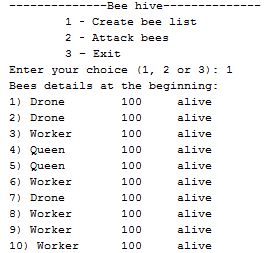 --------------Bee hive--------------
1 - Create bee list
2 - Attack bees
3 - Exit
Enter your choice (1, 2 or 3): 1
Bees details at the beginning:
1) Drone 100 alive
2) Drone 100 alive
3) Worker 100 alive
4) Queen 100 alive
5) Queen 100 alive
6) Worker 100 alive
7) Drone 100 alive
8) Worker 100 alive
9) Worker 100 alive
10) Worker 100 alive